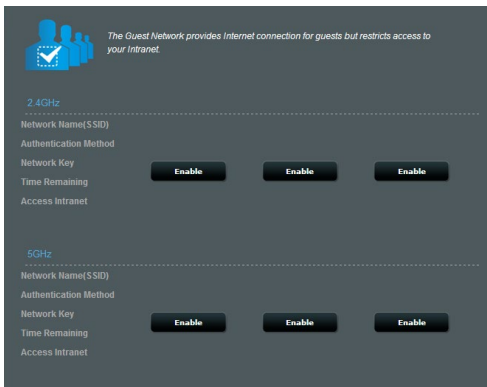 The Guest Network provides Internet connection for guests but restricts access to
your Intranet.
2.4GHz
Network Name(SSID)
Authentication Method
Network Key
Enable Enable Enable
Time Remaining
Access Intranet
5GHz
Network Name(SSID)
Authentication Method
Network Key
Enable Enable Enable
Time Remaining
Access Intranet